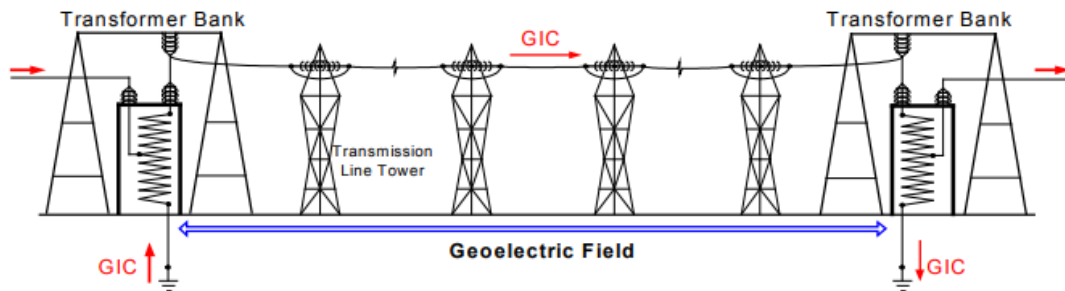 Transformer Bank
Transformer Bank
GIC
Transmission
Line Tower
Geoelectric Field
GIC
GIC